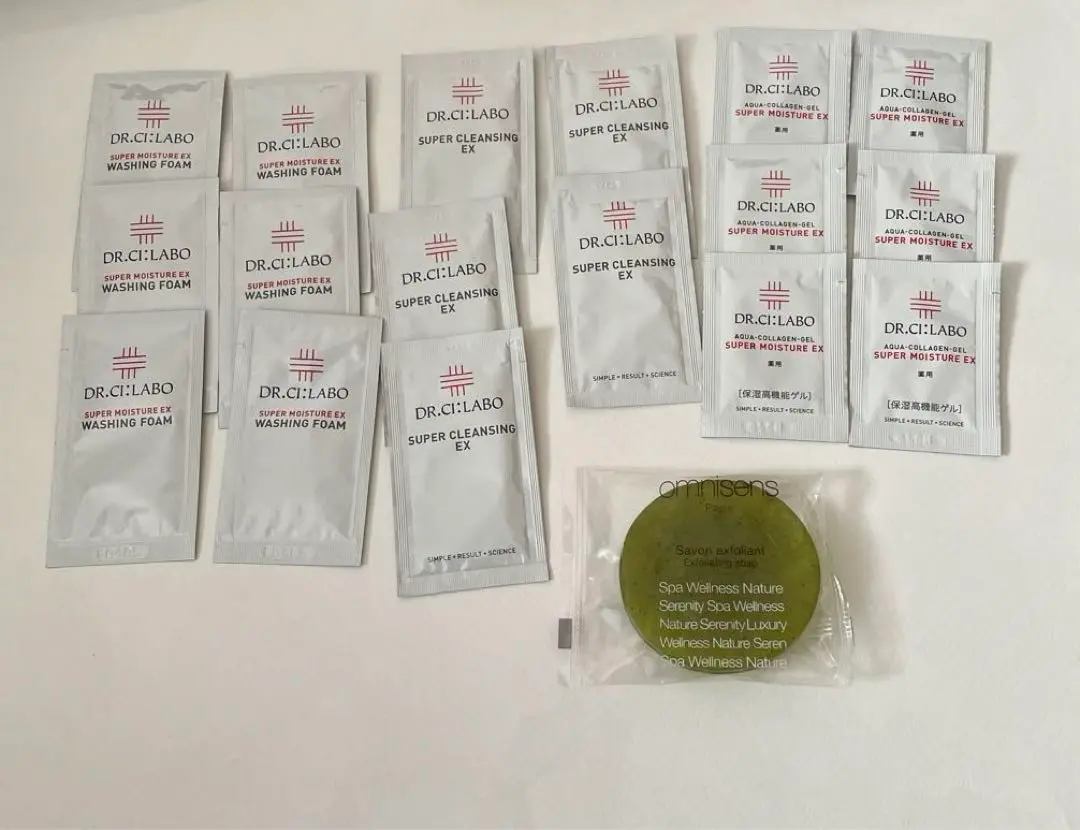 DR.CI:LABO
SUPER MOISTURE EX
WASHING FOAM
DR.CI:LABO
SUPER MOISTURE EX
WASHING FOAM
DR.CI:LABO
SUPER MOISTURE EX
WASHING FOAM
DR.CI:LABO
SUPER MOISTURE EX
WASHING FOAM
DR.CI:LABO
SUPER MOISTURE EX
WASHING FOAM
DR.CI:LABO
SUPER MOISTURE EX
WASHING FOAM
DR.CI:LABO
SUPER CLEANSING
EX
DR.CI:LABO
SUPER CLEANSING
EX
DR.CI:LABO
SUPER CLEANSING
EX
DR.CI:LABO
SUPER CLEANSING
EX
SIMPLE•RESULT•SCIENCE
DR.CI:LABO
SUPER CLEANSING
EX
SIMPLE•RESULT•SCIENCE
DR.CI:LABO
AQUA-COLLAGEN-GEL
SUPER MOISTURE EX
薬用
DR.CI:LABO
AQUA-COLLAGEN-GEL
SUPER MOISTURE EX
薬用
DR.CI:LABO
AQUA-COLLAGEN-GEL
SUPER MOISTURE EX
薬用
DR.CI:LABO
AQUA-COLLAGEN-GEL
SUPER MOISTURE EX
薬用
DR.CI:LABO
AQUA-COLLAGEN-GEL
SUPER MOISTURE EX
薬用
[保湿高機能ゲル]
SIMPLE•RESULT•SCIENCE
DR.CI:LABO
AQUA-COLLAGEN-GEL
SUPER MOISTURE EX
薬用
[保湿高機能ゲル]
SIMPLE•RESULT•SCIENCE
omnisens
Paris
Savon exfoliant
Exfoliating soap
Spa Wellness Nature
Serenity Spa Wellness
Nature Serenity Luxury
Wellness Nature Seren
Spa Wellness Nature